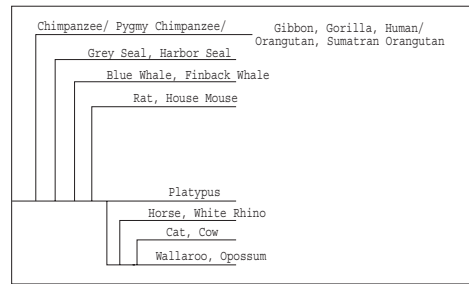 Chimpanzee/ Pygmy Chimpanzee/
Gibbon, Gorilla, Human/
Orangutan, Sumatran Orangutan
Grey Seal, Harbor Seal
Blue Whale, Finback Whale
Rat, House Mouse
Platypus
Horse, White Rhino
Cat, Cow
Wallaroo, Opossum